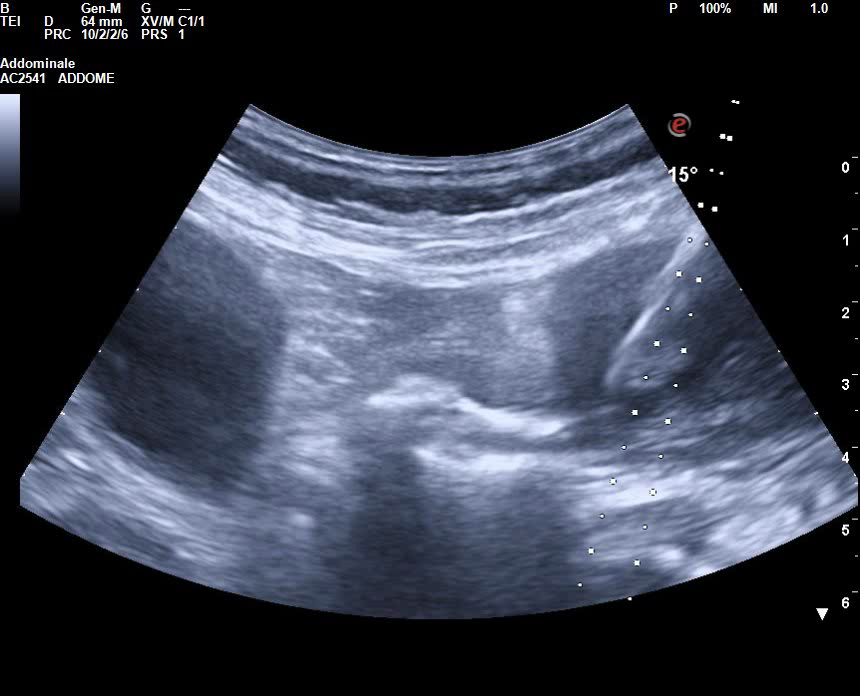 B Gen-M G --- P 100% MI 1.0
TEI D 64 mm XV/M C1/1
PRC 10/2/2/6 PRS 1
Addominale
AC2541 ADDOME
e
15°
0
1
2
3
4
5
6